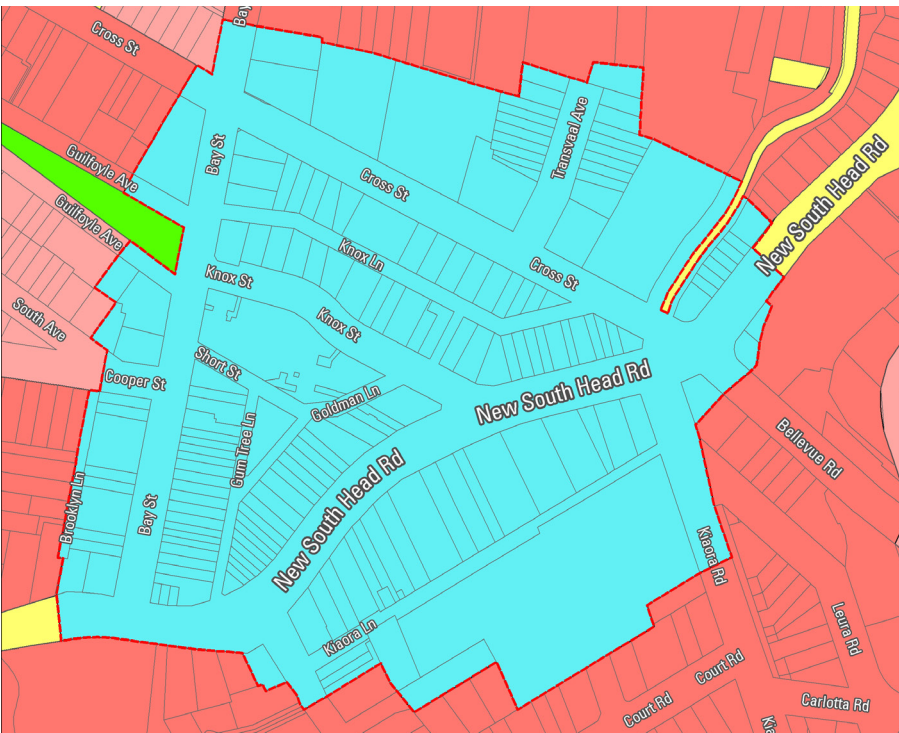 Bay
Cross St
Guilfoyle Ave
Bay St
Transvaal Ave
Cross St
Guilfoyle Ave
New South Head Rd
Knox Ln
Cross St
Knox St
South Ave
Knox St
Short St
Cooper St
New South Head Rd
Goldman Ln
Gum Tree Ln
Bellevue Rd
New South Head Rd
Brooklyn Ln
Bay St
Kiaora Rd
Kiaora Ln
Leura Rd
Court Rd
Court Rd
Carlotta Rd
Kia